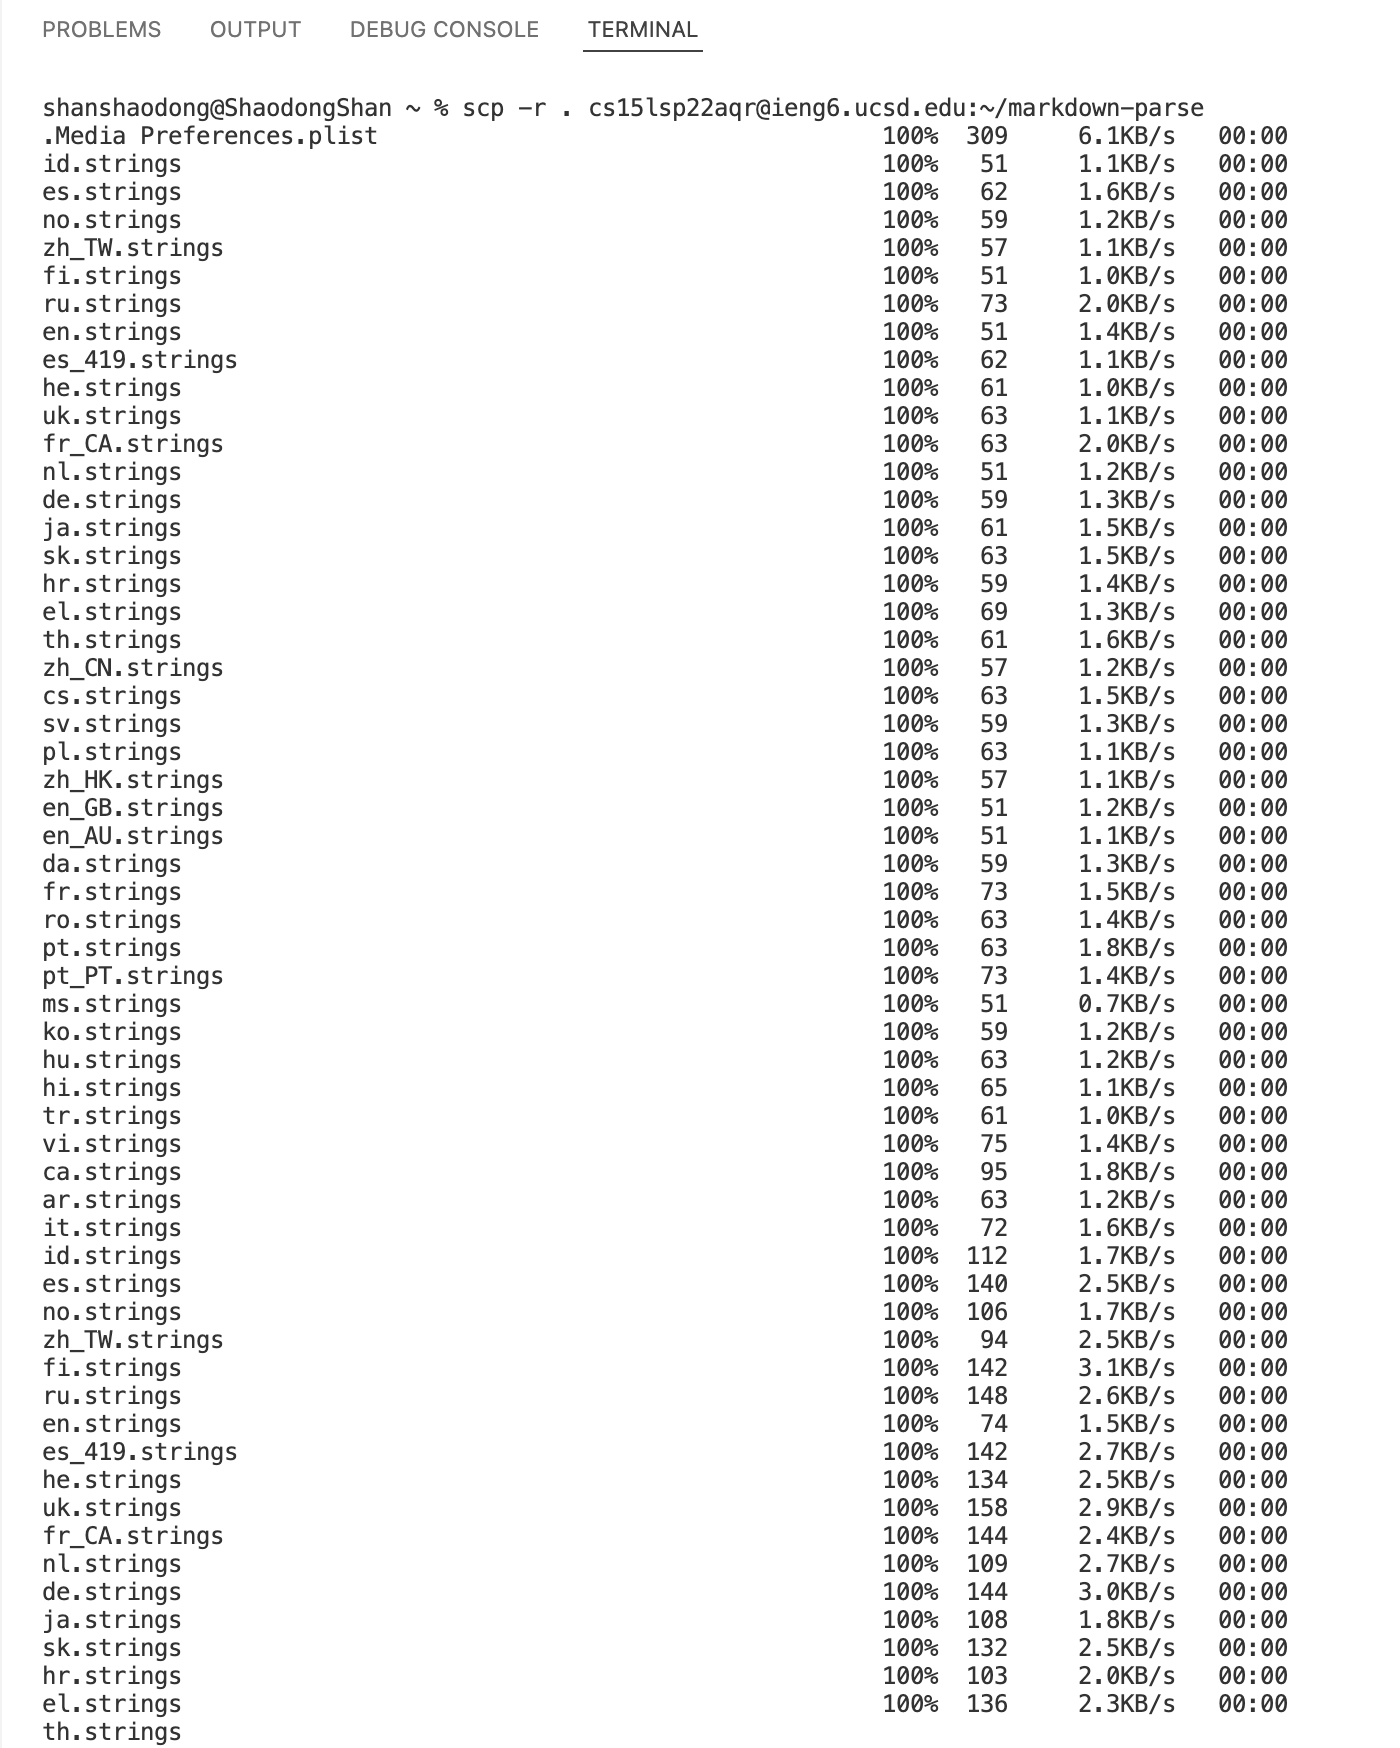 PROBLEMS OUTPUT DEBUG CONSOLE TERMINAL
shanshaodong@ShaodongShan ~ % scp -r . cs15lsp22aqr@ieng6.ucsd.edu:~/markdown-parse
.Media Preferences.plist 100% 309 6.1KB/s 00:00
id.strings 100% 51 1.1KB/s 00:00
es.strings 100% 62 1.6KB/s 00:00
no.strings 100% 59 1.2KB/s 00:00
zh_TW.strings 100% 57 1.1KB/s 00:00
fi.strings 100% 51 1.0KB/s 00:00
ru.strings 100% 73 2.0KB/s 00:00
en.strings 100% 51 1.4KB/s 00:00
es_419.strings 100% 62 1.1KB/s 00:00
he.strings 100% 61 1.0KB/s 00:00
uk.strings 100% 63 1.1KB/s 00:00
fr_CA.strings 100% 63 2.0KB/s 00:00
nl.strings 100% 51 1.2KB/s 00:00
de.strings 100% 59 1.3KB/s 00:00
ja.strings 100% 61 1.5KB/s 00:00
sk.strings 100% 63 1.5KB/s 00:00
hr.strings 100% 59 1.4KB/s 00:00
el.strings 100% 69 1.3KB/s 00:00
th.strings 100% 61 1.6KB/s 00:00
zh_CN.strings 100% 57 1.2KB/s 00:00
cs.strings 100% 63 1.5KB/s 00:00
sv.strings 100% 59 1.3KB/s 00:00
pl.strings 100% 63 1.1KB/s 00:00
zh_HK.strings 100% 57 1.1KB/s 00:00
en_GB.strings 100% 51 1.2KB/s 00:00
en_AU.strings 100% 51 1.1KB/s 00:00
da.strings 100% 59 1.3KB/s 00:00
fr.strings 100% 73 1.5KB/s 00:00
ro.strings 100% 63 1.4KB/s 00:00
pt.strings 100% 63 1.8KB/s 00:00
pt_PT.strings 100% 73 1.4KB/s 00:00
ms.strings 100% 51 0.7KB/s 00:00
ko.strings 100% 59 1.2KB/s 00:00
hu.strings 100% 63 1.2KB/s 00:00
hi.strings 100% 65 1.1KB/s 00:00
tr.strings 100% 61 1.0KB/s 00:00
vi.strings 100% 75 1.4KB/s 00:00
ca.strings 100% 95 1.8KB/s 00:00
ar.strings 100% 63 1.2KB/s 00:00
it.strings 100% 72 1.6KB/s 00:00
id.strings 100% 112 1.7KB/s 00:00
es.strings 100% 140 2.5KB/s 00:00
no.strings 100% 106 1.7KB/s 00:00
zh_TW.strings 100% 94 2.5KB/s 00:00
fi.strings 100% 142 3.1KB/s 00:00
ru.strings 100% 148 2.6KB/s 00:00
en.strings 100% 74 1.5KB/s 00:00
es_419.strings 100% 142 2.7KB/s 00:00
he.strings 100% 134 2.5KB/s 00:00
uk.strings 100% 158 2.9KB/s 00:00
fr_CA.strings 100% 144 2.4KB/s 00:00
nl.strings 100% 109 2.7KB/s 00:00
de.strings 100% 144 3.0KB/s 00:00
ja.strings 100% 108 1.8KB/s 00:00
sk.strings 100% 132 2.5KB/s 00:00
hr.strings 100% 103 2.0KB/s 00:00
el.strings 100% 136 2.3KB/s 00:00
th.strings